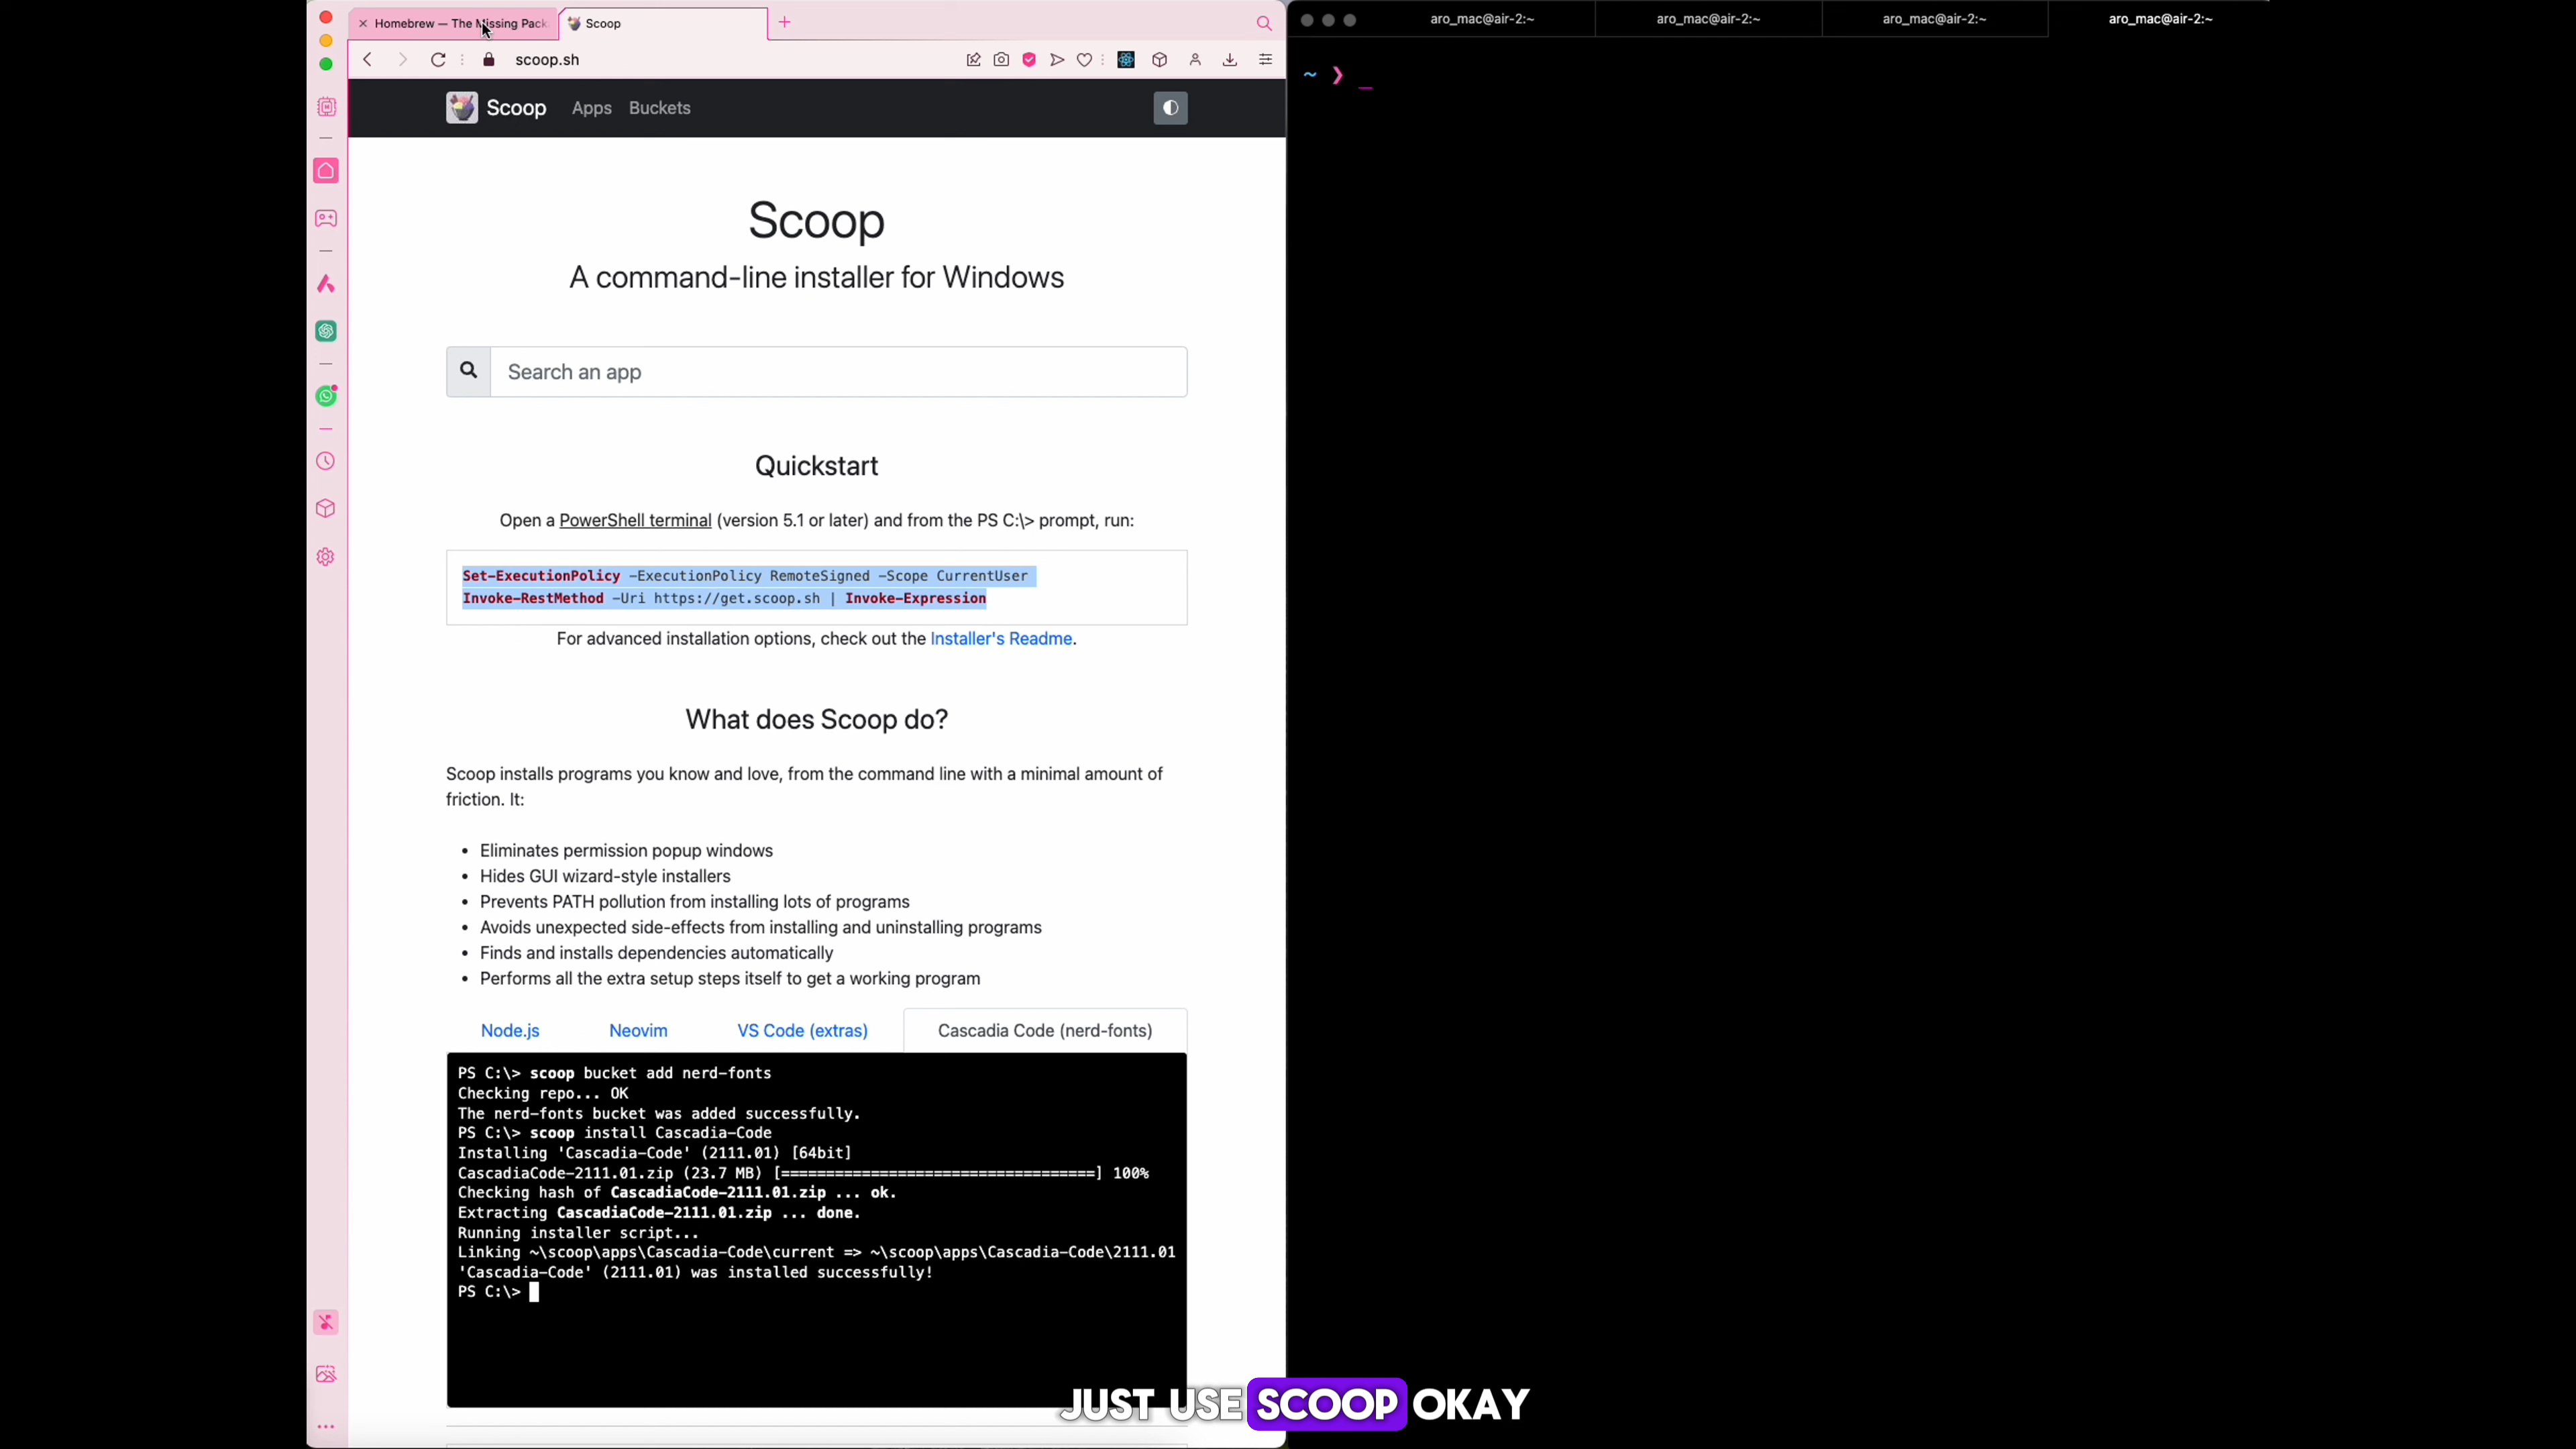 Homebrew — The Missing Pack
Scoop
scoop.sh
Scoop
Apps
Buckets
Scoop
A command-line installer for Windows
Search an app
Quickstart
Open a PowerShell terminal (version 5.1 or later) and from the PS C:\> prompt, run:
Set-ExecutionPolicy -ExecutionPolicy RemoteSigned -Scope CurrentUser
Invoke-RestMethod -Uri https://get.scoop.sh | Invoke-Expression
For advanced installation options, check out the Installer's Readme.
What does Scoop do?
Scoop installs programs you know and love, from the command line with a minimal amount of
friction. It:
• Eliminates permission popup windows
• Hides GUI wizard-style installers
• Prevents PATH pollution from installing lots of programs
• Avoids unexpected side-effects from installing and uninstalling programs
• Finds and installs dependencies automatically
• Performs all the extra setup steps itself to get a working program
Node.js
Neovim
VS Code (extras)
Cascadia Code (nerd-fonts)
PS C:\> scoop bucket add nerd-fonts
Checking repo... OK
The nerd-fonts bucket was added successfully.
PS C:\> scoop install Cascadia-Code
Installing 'Cascadia-Code' (2111.01) [64bit]
CascadiaCode-2111.01.zip (23.7 MB) [===================================] 100%
Checking hash of CascadiaCode-2111.01.zip ... ok.
Extracting CascadiaCode-2111.01.zip ... done.
Running installer script...
Linking ~\scoop\apps\Cascadia-Code\current => ~\scoop\apps\Cascadia-Code\2111.01
'Cascadia-Code' (2111.01) was installed successfully!
PS C:\>
aro_mac@air-2:~
aro_mac@air-2:~
aro_mac@air-2:~
aro_mac@air-2:~
~ ❯ _
JUST USE SCOOP OKAY